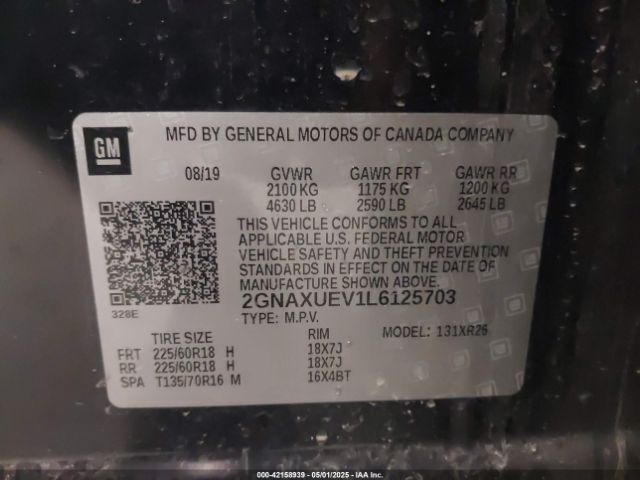 GM
MFD BY GENERAL MOTORS OF CANADA COMPANY
08/19 GVWR GAWR FRT GAWR RR
2100 KG 1175 KG 1200 KG
4630 LB 2590 LB 2645 LB
THIS VEHICLE CONFORMS TO ALL
APPLICABLE U.S. FEDERAL MOTOR
VEHICLE SAFETY AND THEFT PREVENTION
STANDARDS IN EFFECT ON THE DATE OF
MANUFACTURE SHOWN ABOVE.
328E 2GNAXUEV1L6125703
TYPE: M.P.V. MODEL: 131XR26
TIRE SIZE RIM
FRT 225/60R18 H 18X7J
RR 225/60R18 H 18X7J
SPA T135/70R16 M 16X4BT
000-42158939 | 05/01/2025 | IAA Inc.